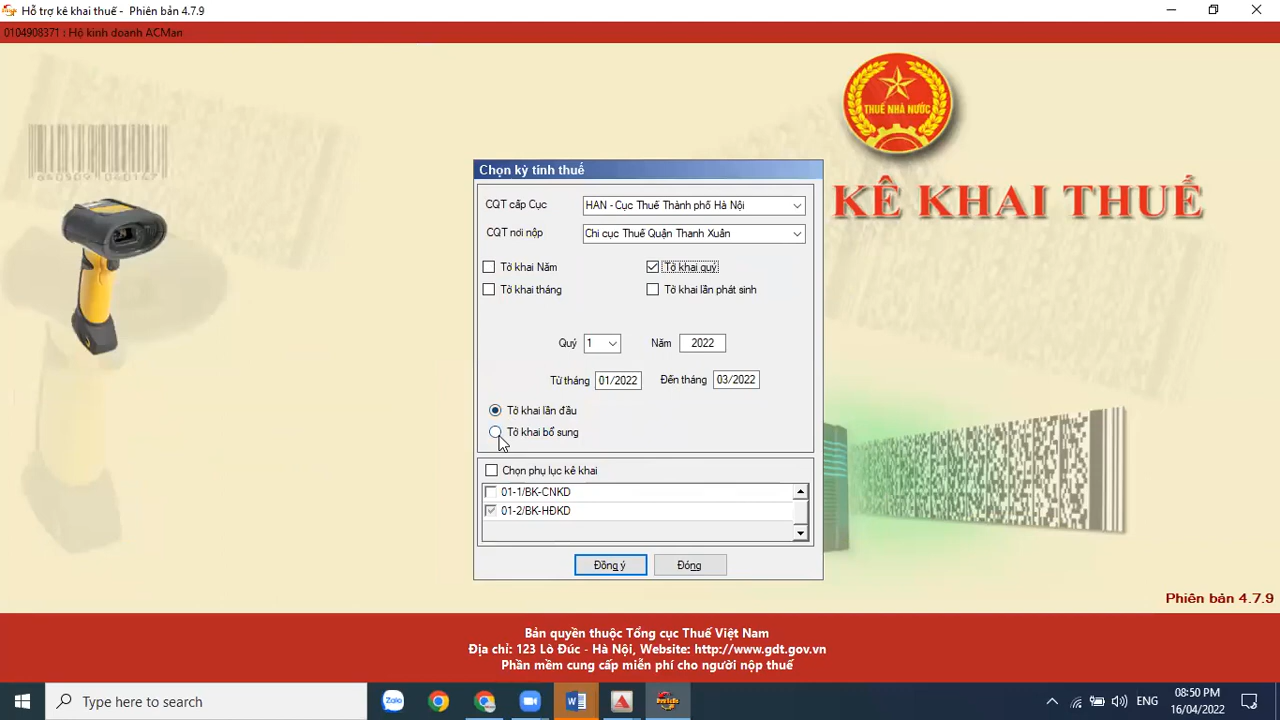 Hỗ trợ kê khai thuế - Phiên bản 4.7.9
0104908371 : Hộ kinh doanh ACMan
THUẾ NHÀ NƯỚC
KÊ KHAI THUẾ
Chọn kỳ tính thuế
CQT cấp Cục HAN - Cục Thuế Thành phố Hà Nội
CQT nơi nộp Chi cục Thuế Quận Thanh Xuân
Tờ khai Năm Tờ khai quý
Tờ khai tháng Tờ khai lần phát sinh
Quý 1 Năm 2022
Từ tháng 01/2022 Đến tháng 03/2022
Tờ khai lần đầu
Tờ khai bổ sung
Chọn phụ lục kê khai
01-1/BK-CNKD
01-2/BK-HĐKD
Đồng ý Đóng
Phiên bản 4.7.9
Bản quyền thuộc Tổng cục Thuế Việt Nam
Địa chỉ: 123 Lò Đúc - Hà Nội, Website: http://www.gdt.gov.vn
Phần mềm cung cấp miễn phí cho người nộp thuế
Type here to search
Zalo
ENG
08:50 PM
16/04/2022